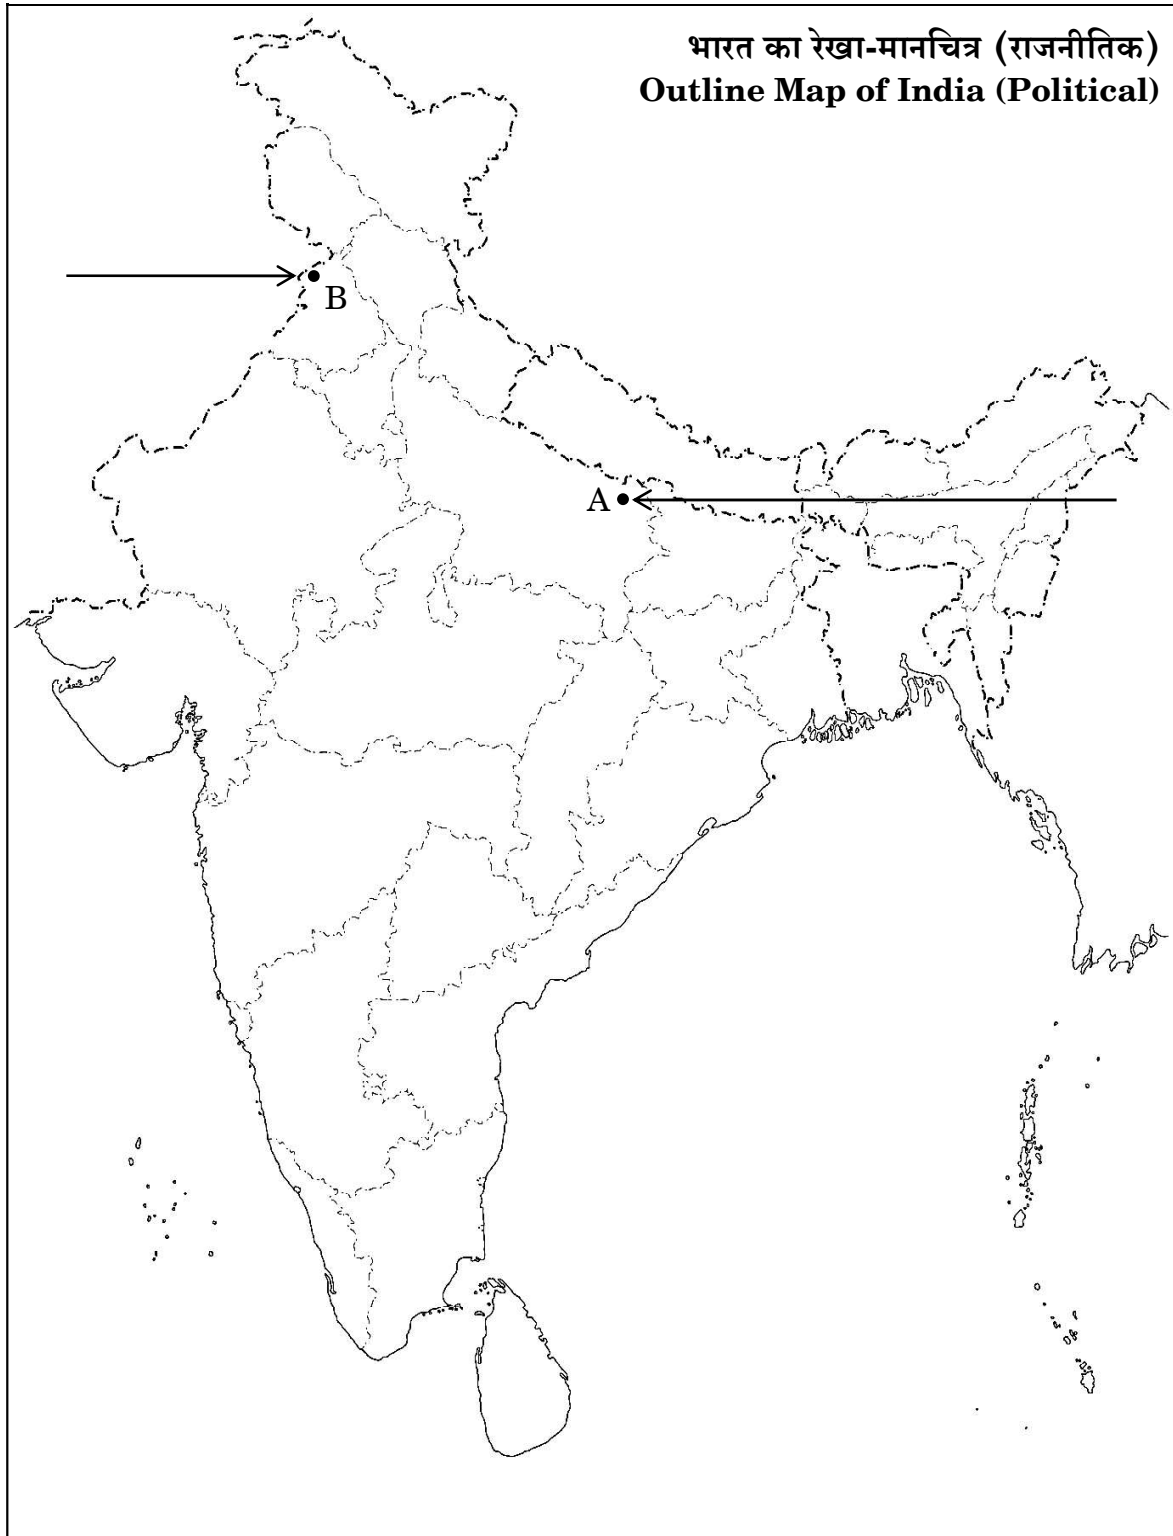 भारत का रेखा-मानचित्र (राजनीतिक)
Outline Map of India (Political)
B
A